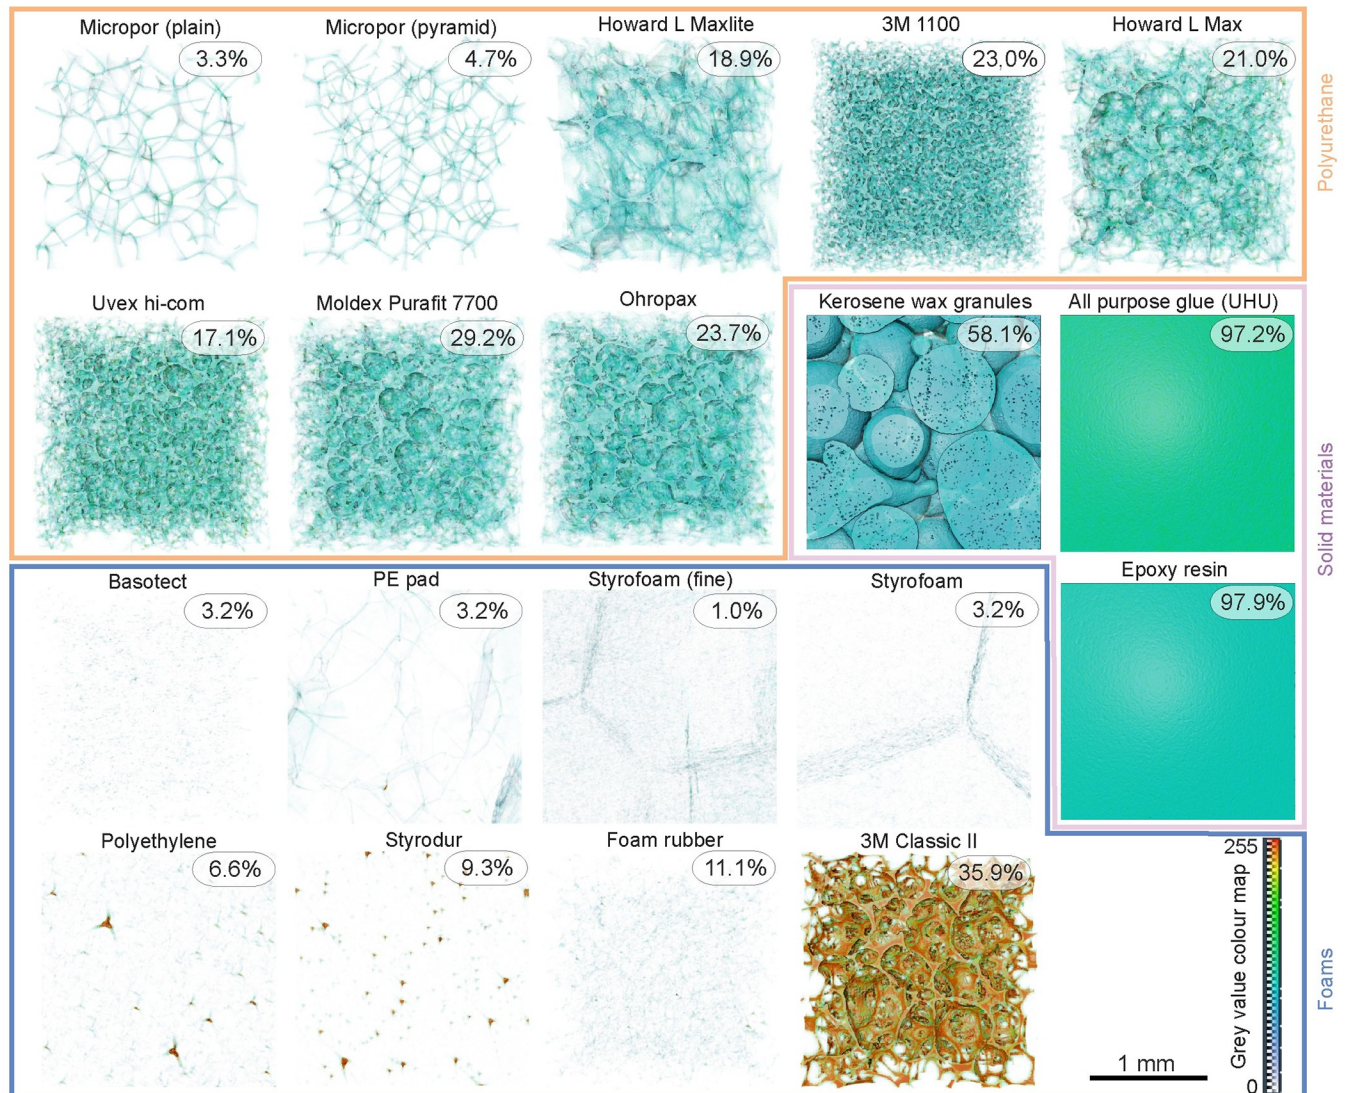 Micropor (plain)
3.3%
Micropor (pyramid)
4.7%
Howard L Maxlite
18.9%
3M 1100
23,0%
Howard L Max
21.0%
Polyurethane
Uvex hi-com
17.1%
Moldex Purafit 7700
29.2%
Ohropax
23.7%
Kerosene wax granules
58.1%
All purpose glue (UHU)
97.2%
Solid materials
Basotect
3.2%
PE pad
3.2%
Styrofoam (fine)
1.0%
Styrofoam
3.2%
Epoxy resin
97.9%
Polyethylene
6.6%
Styrodur
9.3%
Foam rubber
11.1%
3M Classic II
35.9%
1 mm
255
Grey value colour map
0
Foams